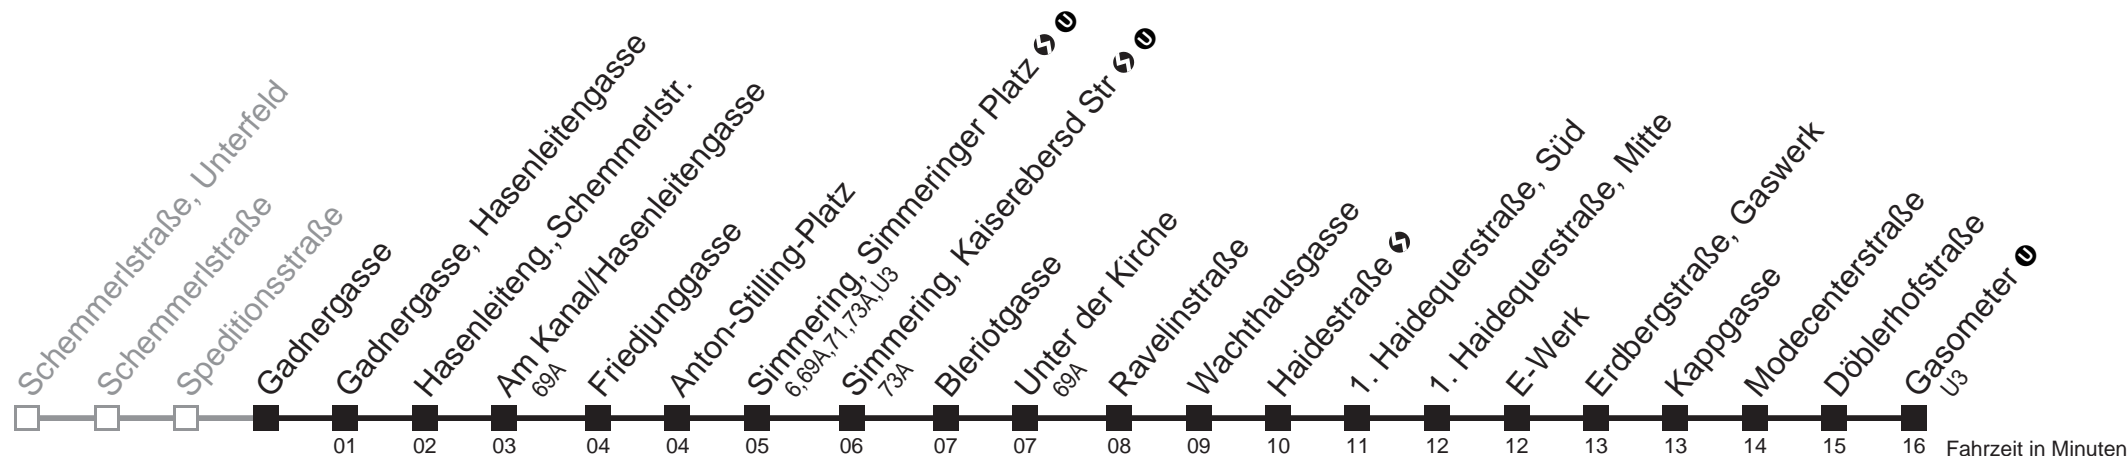 Schemmerlstraße, Unterfeld
Schemmerlstraße
Speditionsstraße
Gadnergasse
Gadnergasse, Hasenleitengasse
01
Hasenleiteng.,Schemmerlstr.
02
Am Kanal/Hasenleitengasse
69A
03
Friedjunggasse
04
Anton-Stilling-Platz
04
Simmering, Simmeringer Platz U
6,69A,71,73A,U3
05
Simmering, Kaiserebersd Str U
73A
06
Bleriotgasse
07
Unter der Kirche
69A
07
Ravelinstraße
08
Wachthausgasse
09
Haidestraße
10
1. Haidequerstraße, Süd
11
1. Haidequerstraße, Mitte
12
E-Werk
12
Erdbergstraße, Gaswerk
13
Kappgasse
13
Modecenterstraße
14
Döblerhofstraße
15
Gasometer U
U3
16
Fahrzeit in Minuten